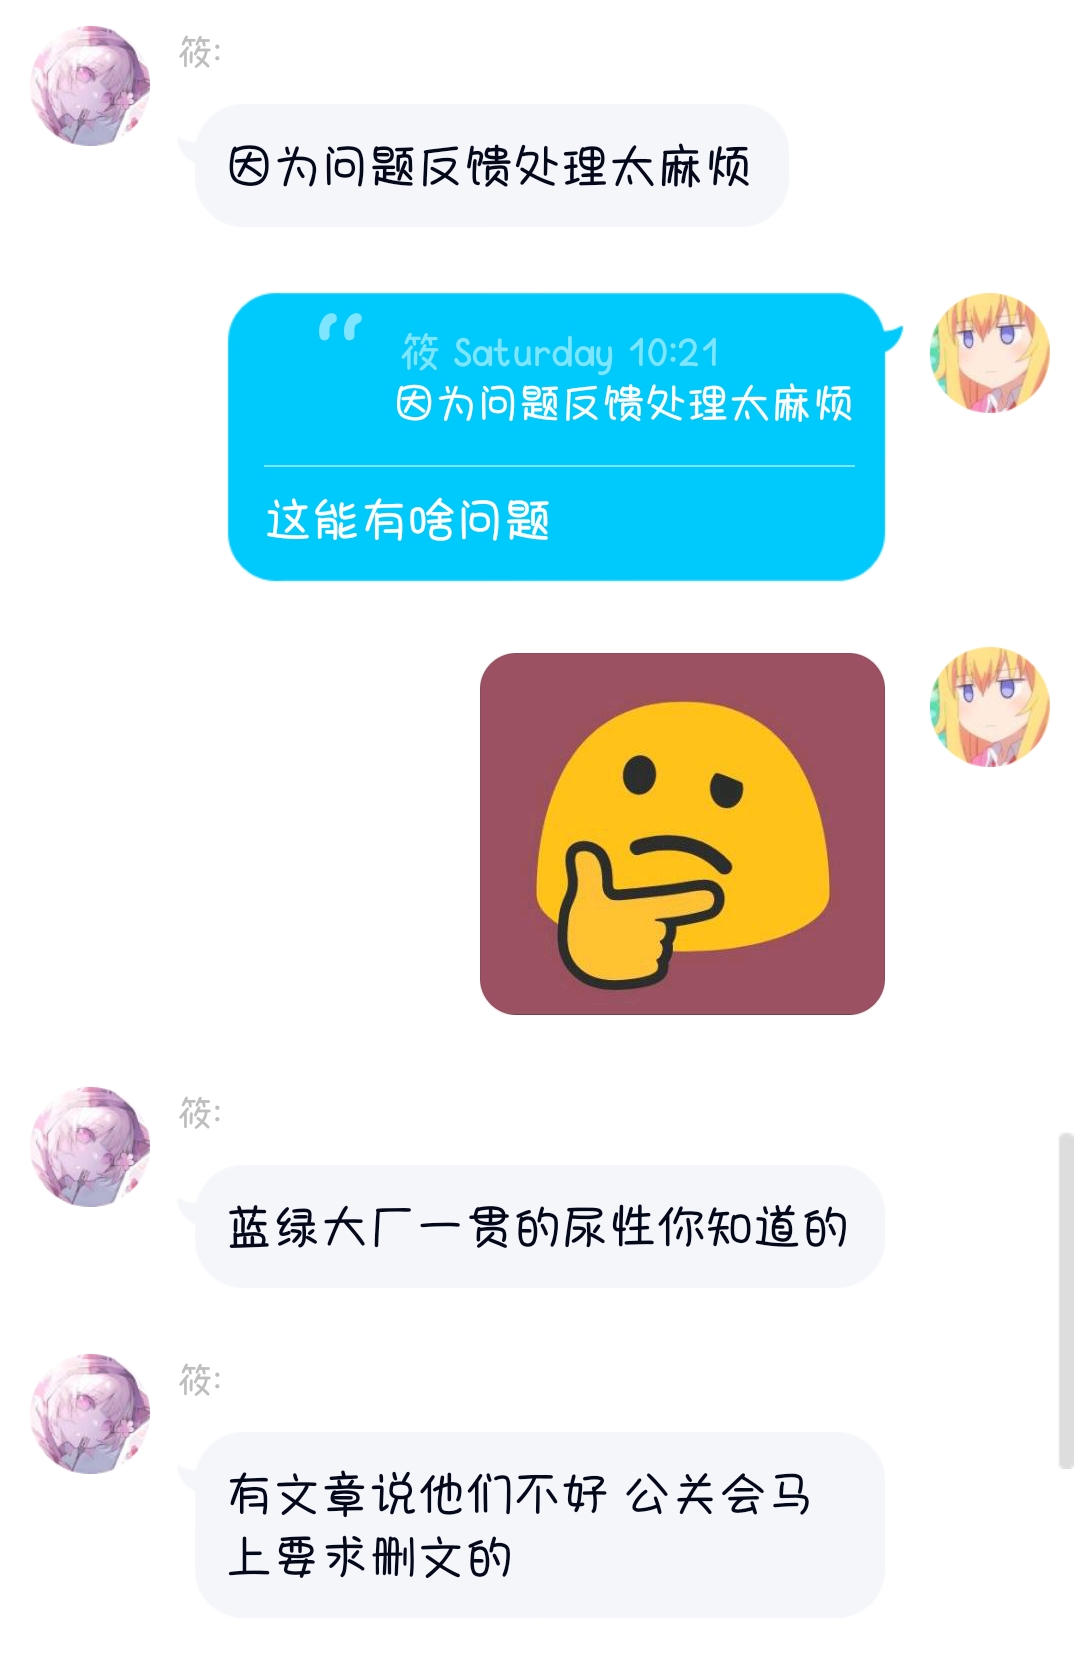 筱:
因为问题反馈处理太麻烦
筱 Saturday 10:21
因为问题反馈处理太麻烦
这能有啥问题
筱:
蓝绿大厂一贯的尿性你知道的
筱:
有文章说他们不好 公关会马
上要求删文的